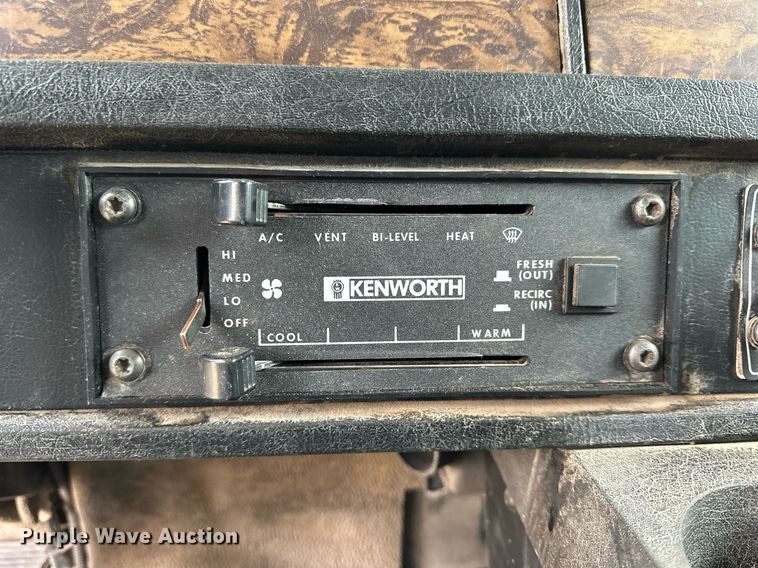 A/C VENT BI-LEVEL HEAT
HI
MED
LO
OFF
KENWORTH
FRESH
(OUT)
RECIRC
(IN)
COOL WARM
Purple Wave Auction